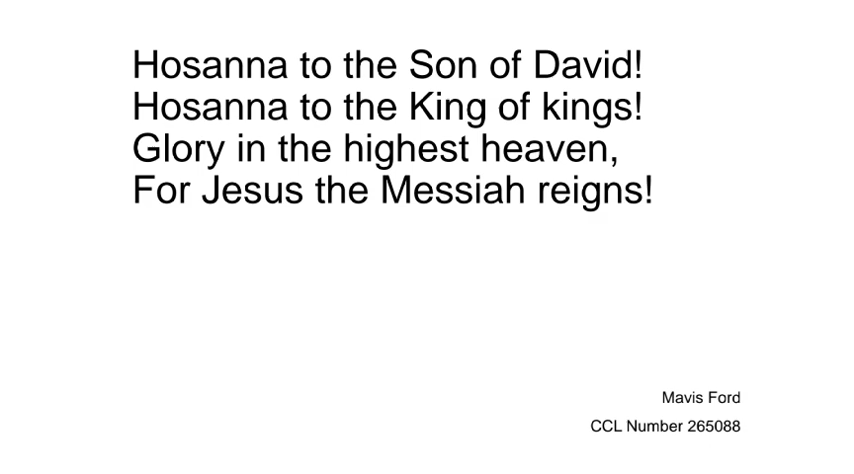 Hosanna to the Son of David!
Hosanna to the King of kings!
Glory in the highest heaven,
For Jesus the Messiah reigns!
Mavis Ford
CCL Number 265088